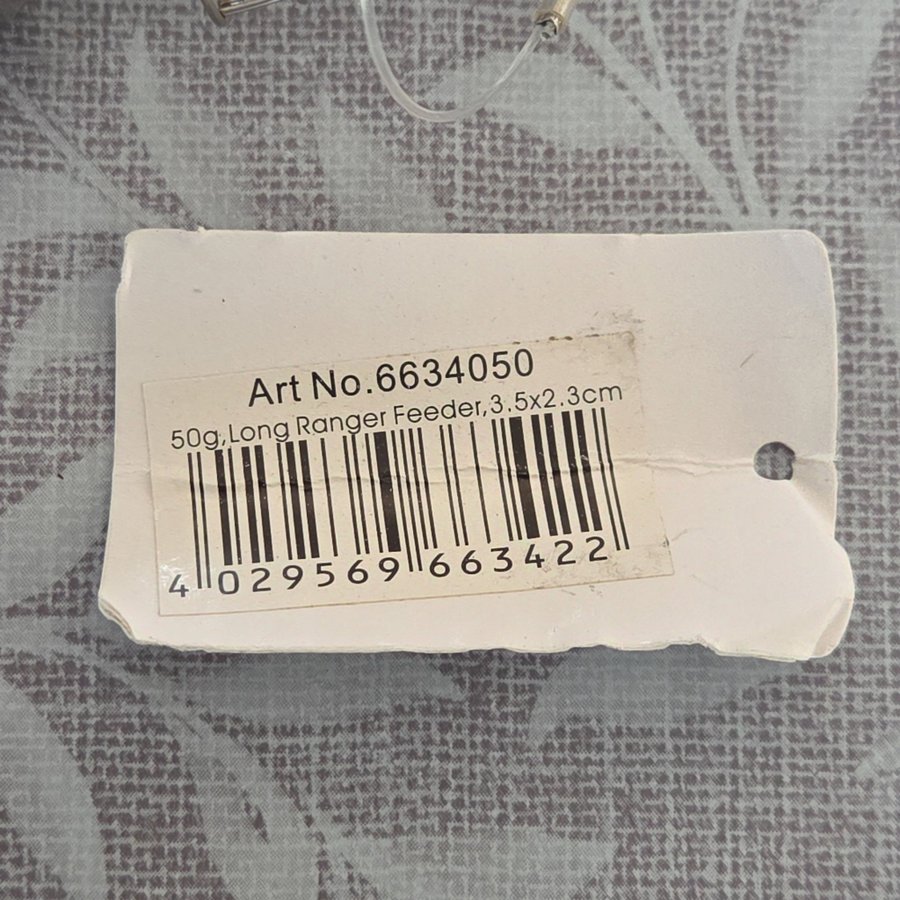 Art No.6634050
50g,Long Ranger Feeder,3.5x2.3cm
4 029569 663422